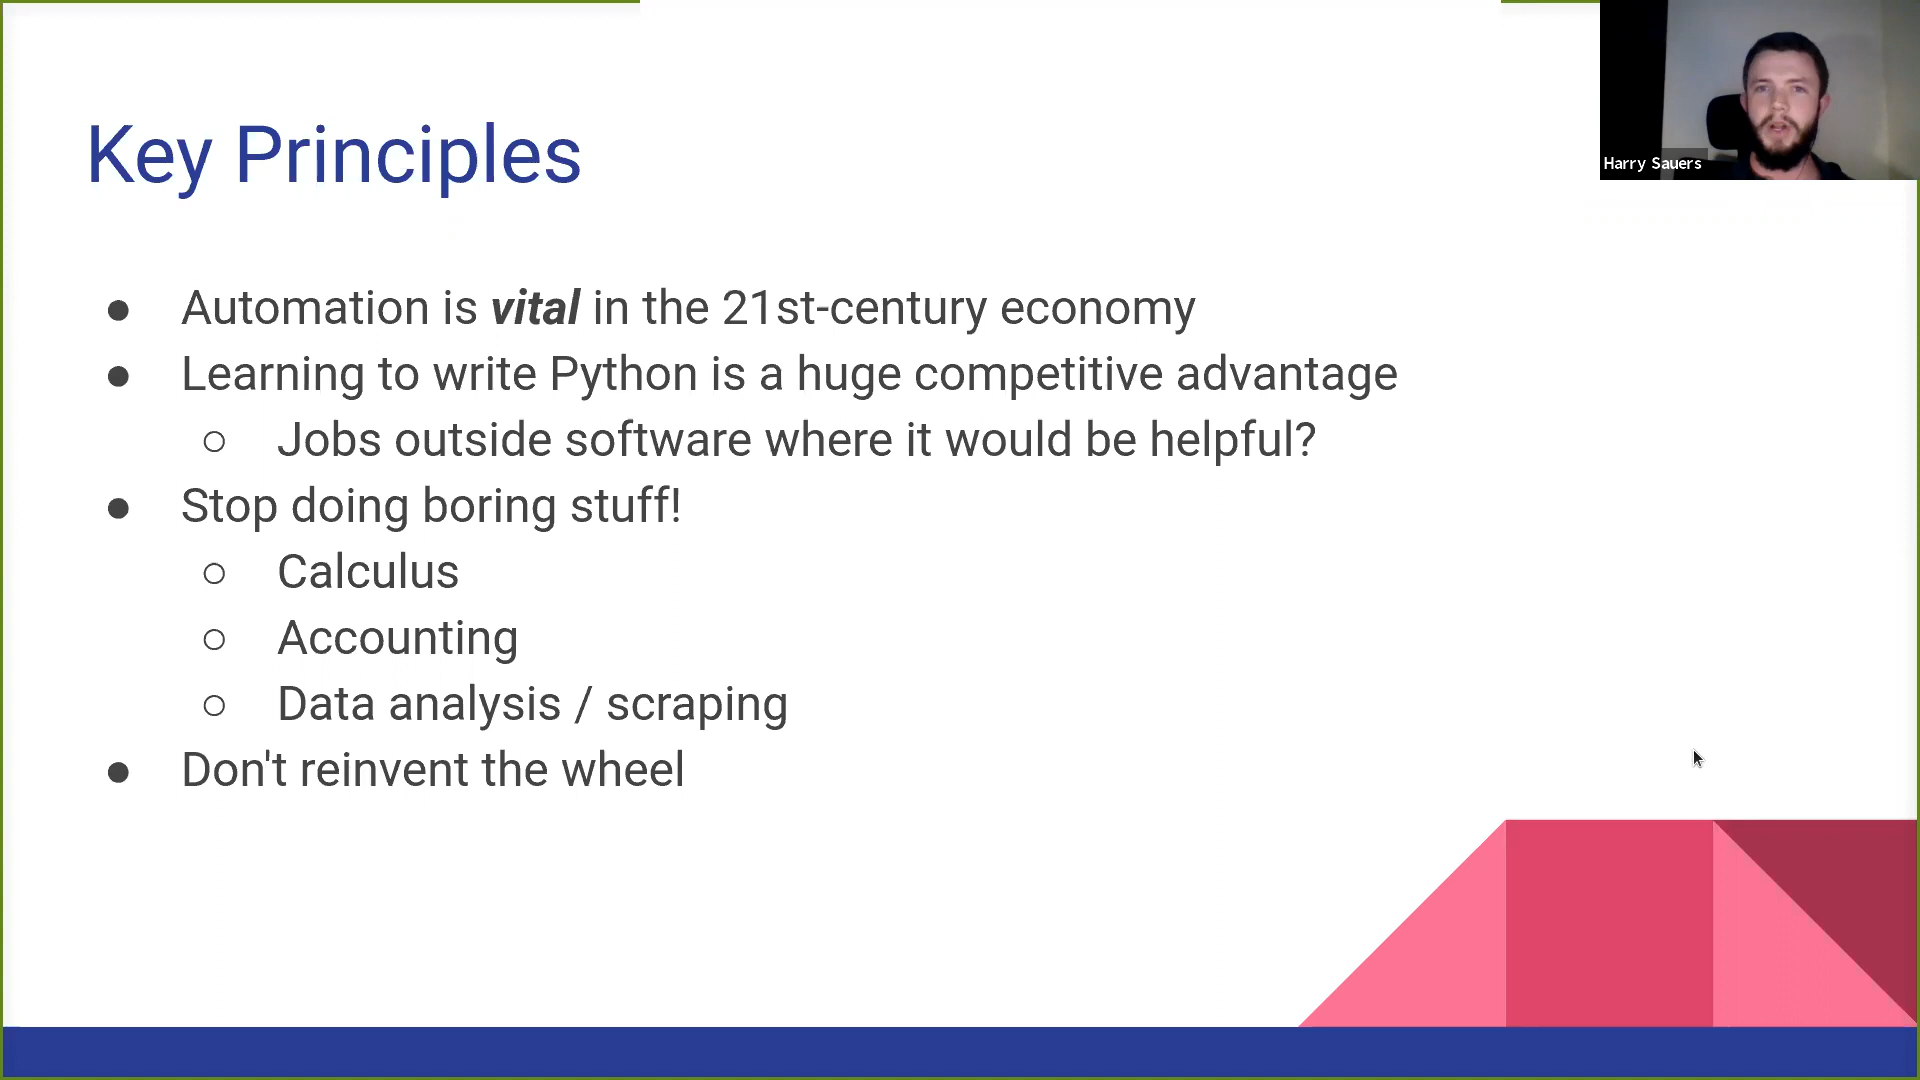 Key Principles
Harry Sauers
● Automation is vital in the 21st-century economy
● Learning to write Python is a huge competitive advantage
○ Jobs outside software where it would be helpful?
● Stop doing boring stuff!
○ Calculus
○ Accounting
○ Data analysis / scraping
● Don't reinvent the wheel